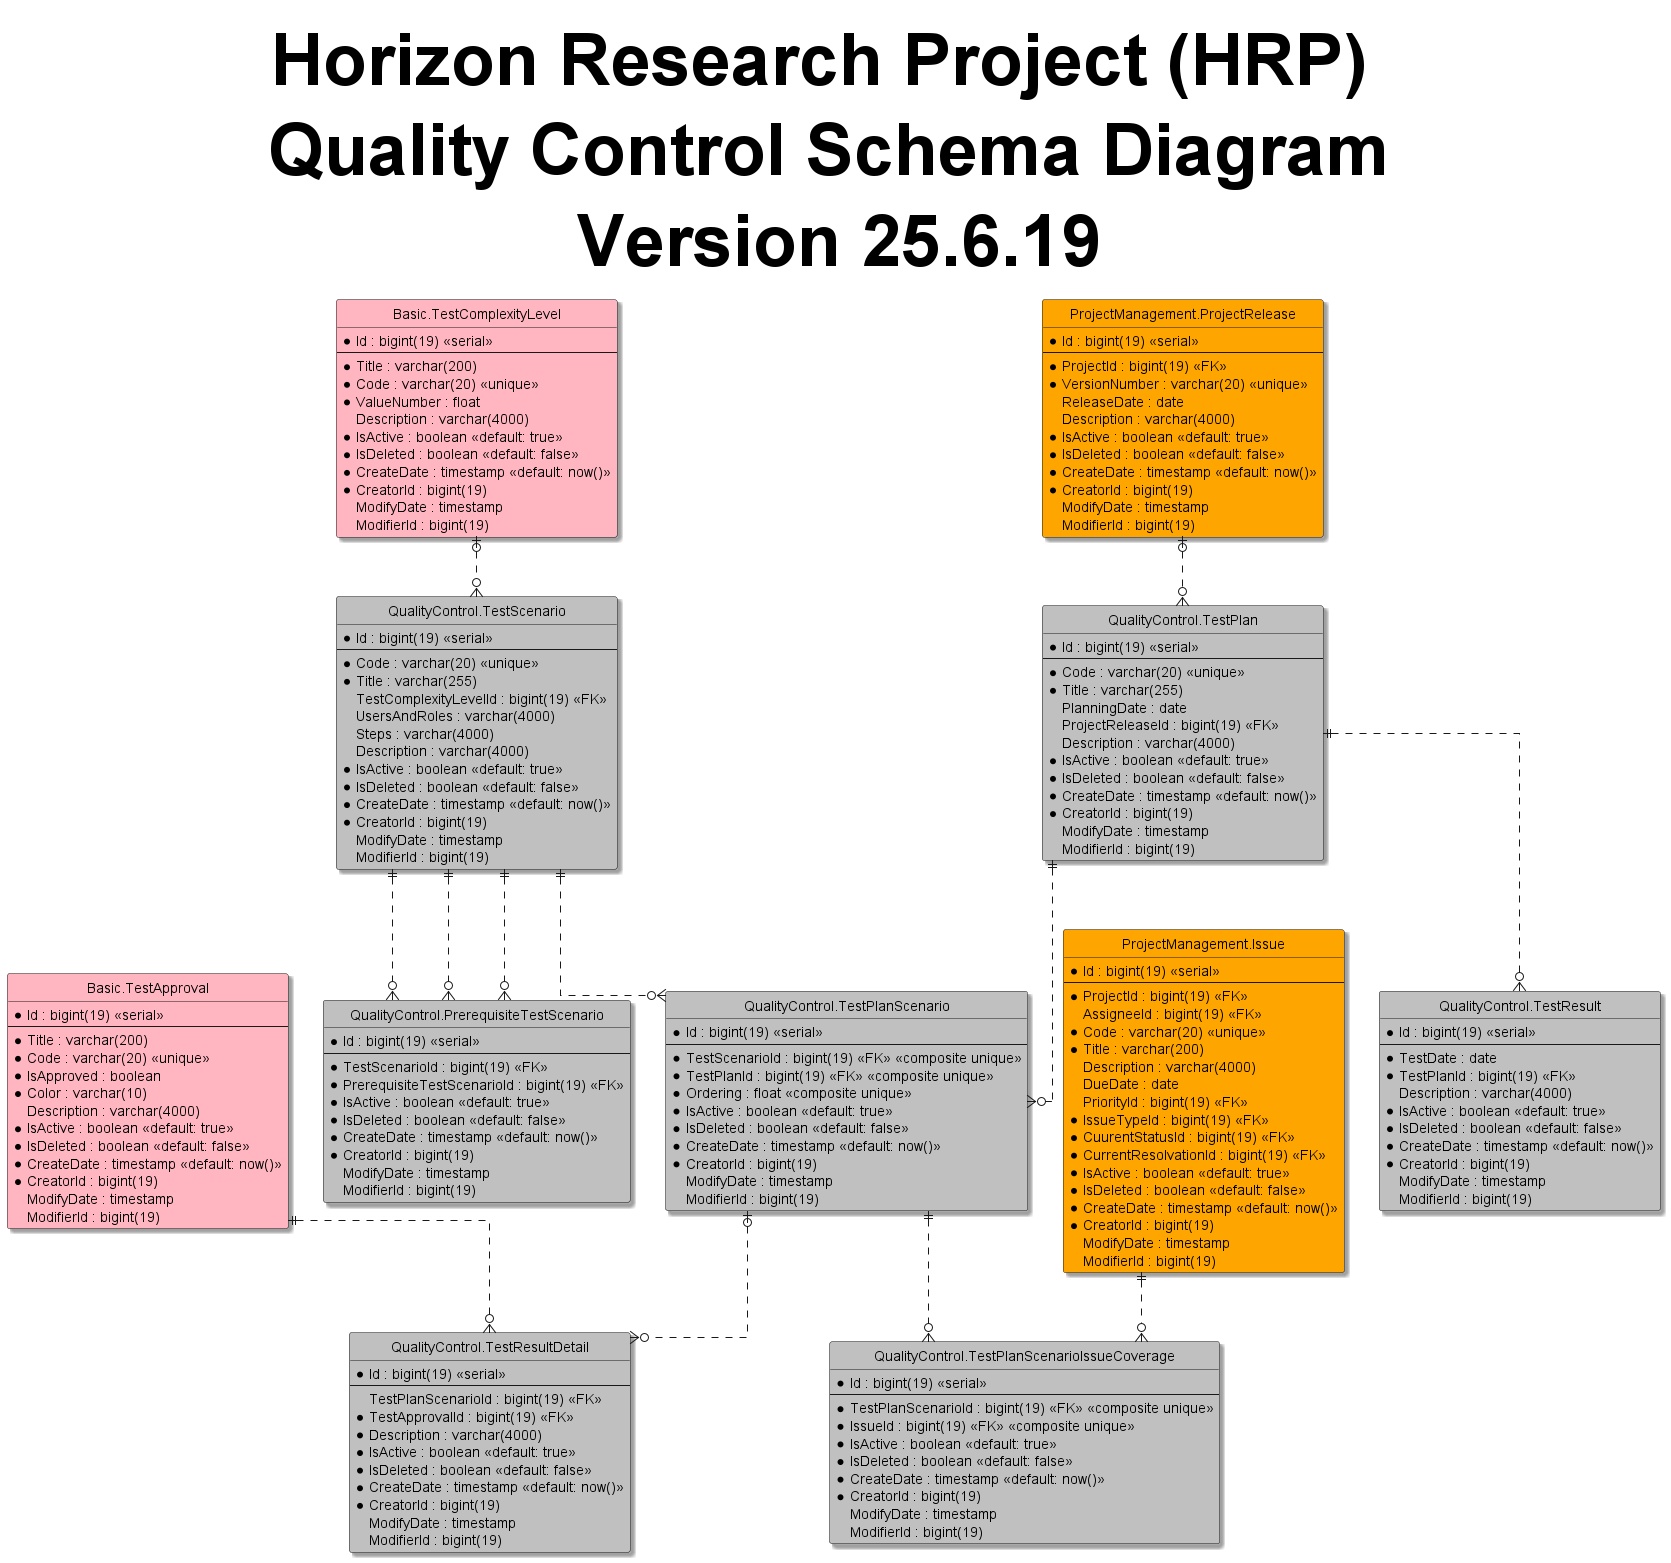 Horizon Research Project (HRP)
Quality Control Schema Diagram
Version 25.6.19
Basic.TestComplexityLevel
Id : bigint(19) «serial»
Title : varchar(200)
Code : varchar(20) «unique»
ValueNumber : float
Description : varchar(4000)
IsActive : boolean «default: true»
IsDeleted : boolean «default: false»
CreateDate : timestamp «default: now()»
CreatorId : bigint(19)
ModifyDate : timestamp
ModifierId : bigint(19)
ProjectManagement.ProjectRelease
Id : bigint(19) «serial»
ProjectId : bigint(19) «FK»
VersionNumber : varchar(20) «unique»
ReleaseDate : date
Description : varchar(4000)
IsActive : boolean «default: true»
IsDeleted : boolean «default: false»
CreateDate : timestamp «default: now()»
CreatorId : bigint(19)
ModifyDate : timestamp
ModifierId : bigint(19)
QualityControl.TestScenario
Id : bigint(19) «serial»
Code : varchar(20) «unique»
Title : varchar(255)
TestComplexityLevelId : bigint(19) «FK»
UsersAndRoles : varchar(4000)
Steps : varchar(4000)
Description : varchar(4000)
IsActive : boolean «default: true»
IsDeleted : boolean «default: false»
CreateDate : timestamp «default: now()»
CreatorId : bigint(19)
ModifyDate : timestamp
ModifierId : bigint(19)
QualityControl.TestPlan
Id : bigint(19) «serial»
Code : varchar(20) «unique»
Title : varchar(255)
PlanningDate : date
ProjectReleaseId : bigint(19) «FK»
Description : varchar(4000)
IsActive : boolean «default: true»
IsDeleted : boolean «default: false»
CreateDate : timestamp «default: now()»
CreatorId : bigint(19)
ModifyDate : timestamp
ModifierId : bigint(19)
Basic.TestApproval
Id : bigint(19) «serial»
Title : varchar(200)
Code : varchar(20) «unique»
IsApproved : boolean
Color : varchar(10)
Description : varchar(4000)
IsActive : boolean «default: true»
IsDeleted : boolean «default: false»
CreateDate : timestamp «default: now()»
CreatorId : bigint(19)
ModifyDate : timestamp
ModifierId : bigint(19)
QualityControl.PrerequisiteTestScenario
Id : bigint(19) «serial»
TestScenarioId : bigint(19) «FK»
PrerequisiteTestScenarioId : bigint(19) «FK»
IsActive : boolean «default: true»
IsDeleted : boolean «default: false»
CreateDate : timestamp «default: now()»
CreatorId : bigint(19)
ModifyDate : timestamp
ModifierId : bigint(19)
QualityControl.TestPlanScenario
Id : bigint(19) «serial»
TestScenarioId : bigint(19) «FK» «composite unique»
TestPlanId : bigint(19) «FK» «composite unique»
Ordering : float «composite unique»
IsActive : boolean «default: true»
IsDeleted : boolean «default: false»
CreateDate : timestamp «default: now()»
CreatorId : bigint(19)
ModifyDate : timestamp
ModifierId : bigint(19)
ProjectManagement.Issue
Id : bigint(19) «serial»
ProjectId : bigint(19) «FK»
AssigneeId : bigint(19) «FK»
Code : varchar(20) «unique»
Title : varchar(200)
Description : varchar(4000)
DueDate : date
PriorityId : bigint(19) «FK»
IssueTypeId : bigint(19) «FK»
CuurentStatusId : bigint(19) «FK»
CurrentResolvationId : bigint(19) «FK»
IsActive : boolean «default: true»
IsDeleted : boolean «default: false»
CreateDate : timestamp «default: now()»
CreatorId : bigint(19)
ModifyDate : timestamp
ModifierId : bigint(19)
QualityControl.TestResult
Id : bigint(19) «serial»
TestDate : date
TestPlanId : bigint(19) «FK»
Description : varchar(4000)
IsActive : boolean «default: true»
IsDeleted : boolean «default: false»
CreateDate : timestamp «default: now()»
CreatorId : bigint(19)
ModifyDate : timestamp
ModifierId : bigint(19)
QualityControl.TestResultDetail
Id : bigint(19) «serial»
TestPlanScenarioId : bigint(19) «FK»
TestApprovalId : bigint(19) «FK»
Description : varchar(4000)
IsActive : boolean «default: true»
IsDeleted : boolean «default: false»
CreateDate : timestamp «default: now()»
CreatorId : bigint(19)
ModifyDate : timestamp
ModifierId : bigint(19)
QualityControl.TestPlanScenarioIssueCoverage
Id : bigint(19) «serial»
TestPlanScenarioId : bigint(19) «FK» «composite unique»
IssueId : bigint(19) «FK» «composite unique»
IsActive : boolean «default: true»
IsDeleted : boolean «default: false»
CreateDate : timestamp «default: now()»
CreatorId : bigint(19)
ModifyDate : timestamp
ModifierId : bigint(19)